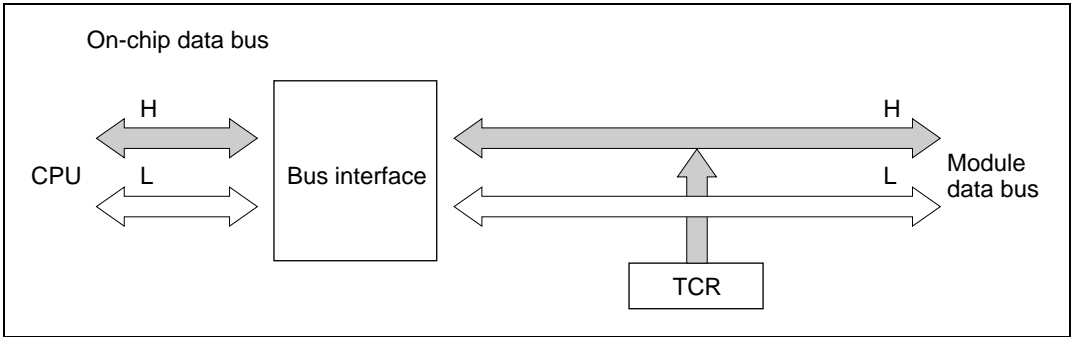 On-chip data bus
H
H
CPU
L
Bus interface
L
Module
data bus
TCR